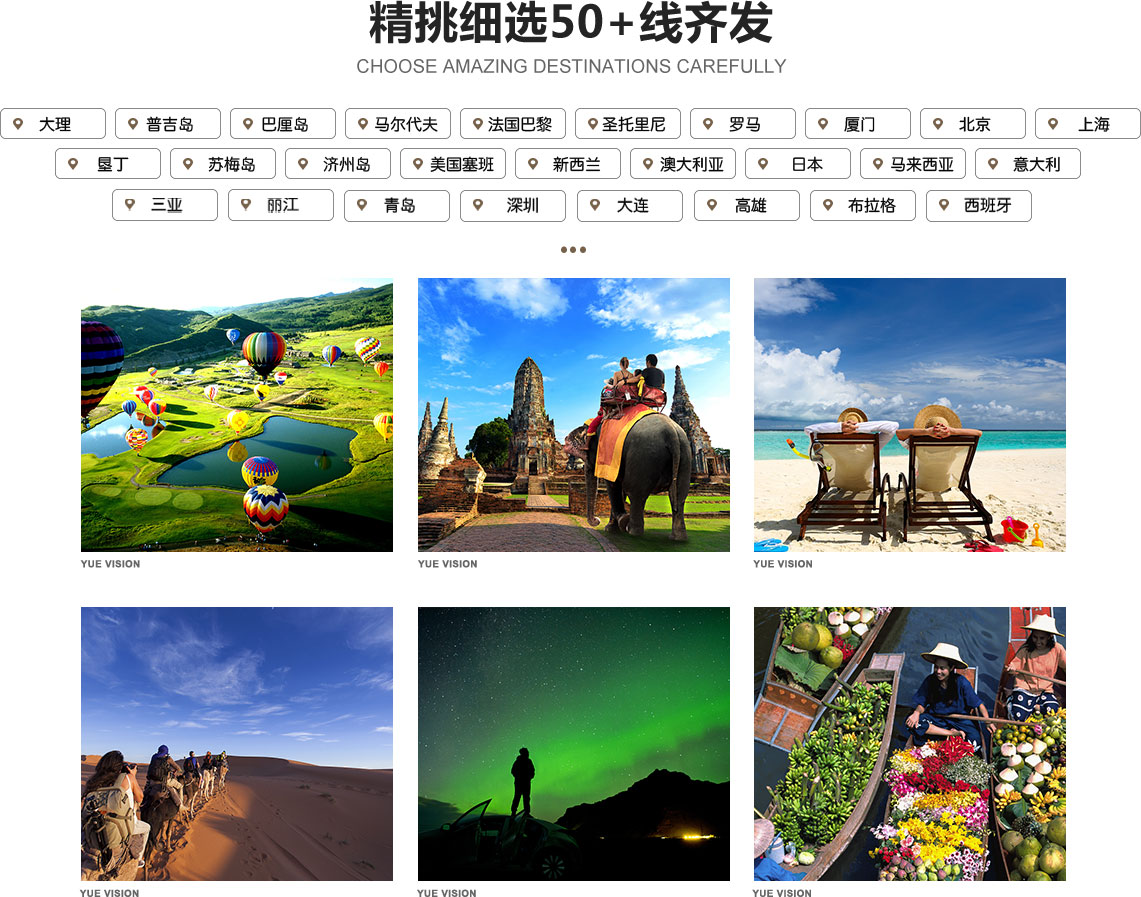 精挑细选50+线齐发
CHOOSE AMAZING DESTINATIONS CAREFULLY
大理 普吉岛 巴厘岛 马尔代夫 法国巴黎 圣托里尼 罗马 厦门 北京 上海
垦丁 苏梅岛 济州岛 美国塞班 新西兰 澳大利亚 日本 马来西亚 意大利
三亚 丽江 青岛 深圳 大连 高雄 布拉格 西班牙
YUE VISION YUE VISION YUE VISION
YUE VISION YUE VISION YUE VISION